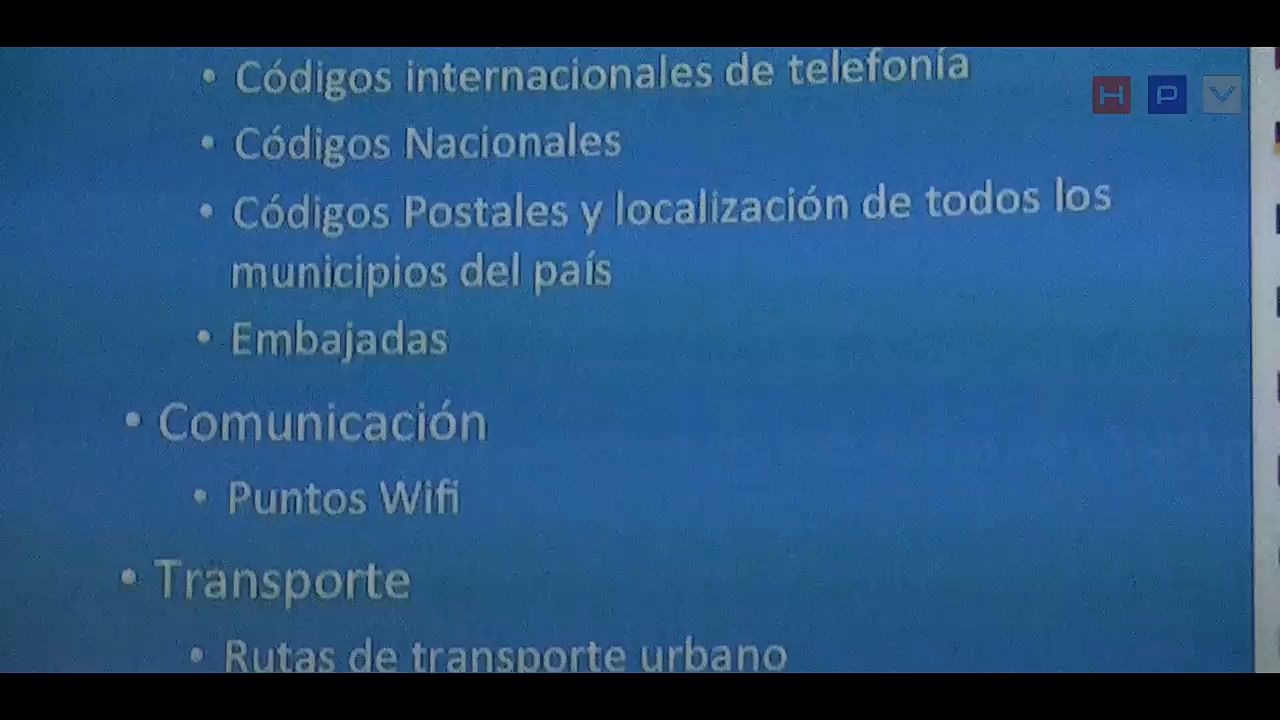 • Códigos internacionales de telefonía
H P V
• Códigos Nacionales
• Códigos Postales y localización de todos los
municipios del país
• Embajadas
• Comunicación
• Puntos Wifi
• Transporte
• Rutas de transporte urbano